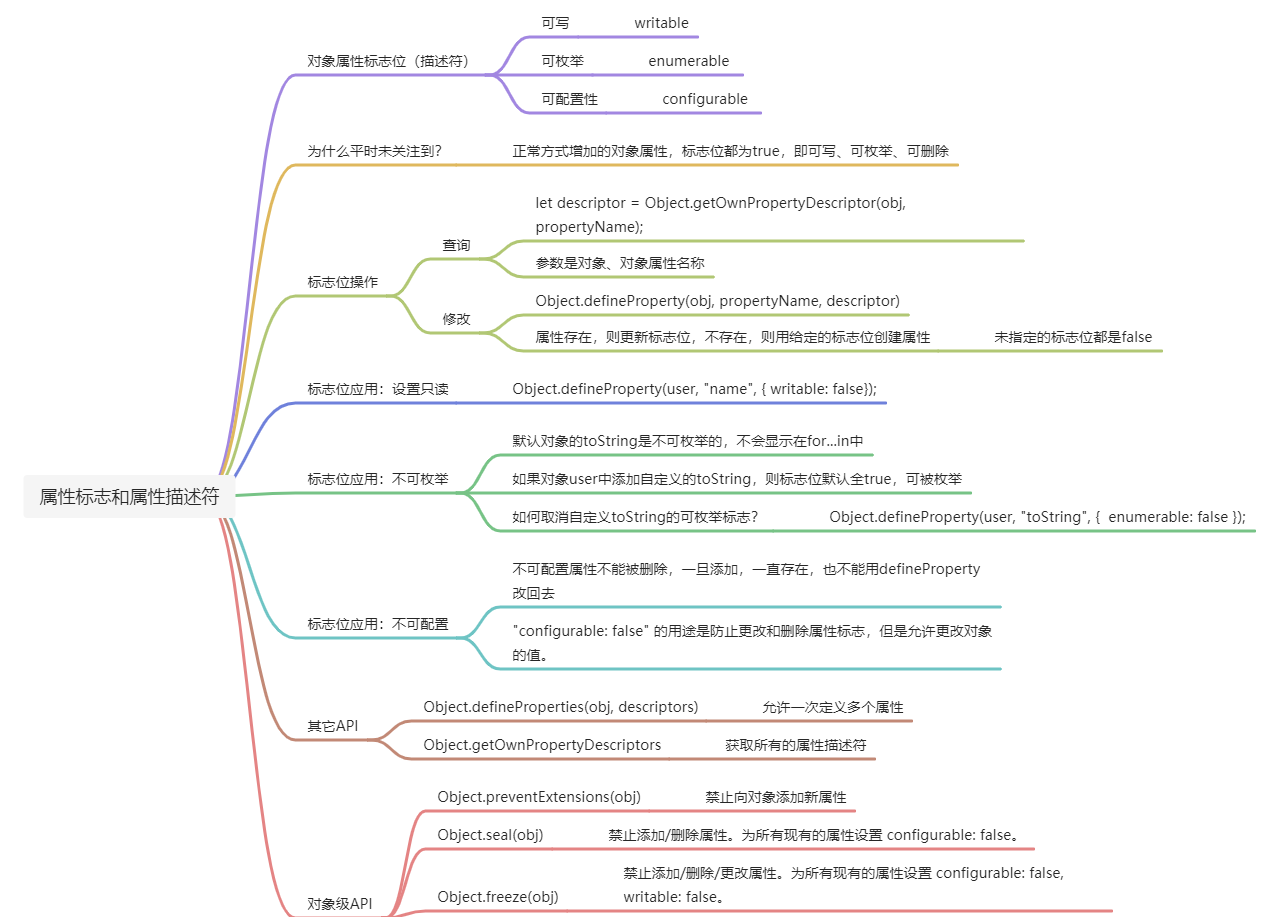 属性标志和属性描述符
对象属性标志位（描述符）
可写
writable
可枚举
enumerable
可配置性
configurable
为什么平时未关注到？
正常方式增加的对象属性，标志位都为true，即可写、可枚举、可删除
标志位操作
查询
let descriptor = Object.getOwnPropertyDescriptor(obj,
propertyName);
参数是对象、对象属性名称
修改
Object.defineProperty(obj, propertyName, descriptor)
属性存在，则更新标志位，不存在，则用给定的标志位创建属性
未指定的标志位都是false
标志位应用：设置只读
Object.defineProperty(user, "name", { writable: false});
标志位应用：不可枚举
默认对象的toString是不可枚举的，不会显示在for...in中
如果对象user中添加自定义的toString，则标志位默认全true，可被枚举
如何取消自定义toString的可枚举标志？
Object.defineProperty(user, "toString", {  enumerable: false });
标志位应用：不可配置
不可配置属性不能被删除，一旦添加，一直存在，也不能用defineProperty
改回去
"configurable: false" 的用途是防止更改和删除属性标志，但是允许更改对象
的值。
其它API
Object.defineProperties(obj, descriptors)
允许一次定义多个属性
Object.getOwnPropertyDescriptors
获取所有的属性描述符
对象级API
Object.preventExtensions(obj)
禁止向对象添加新属性
Object.seal(obj)
禁止添加/删除属性。为所有现有的属性设置 configurable: false。
Object.freeze(obj)
禁止添加/删除/更改属性。为所有现有的属性设置 configurable: false,
writable: false。